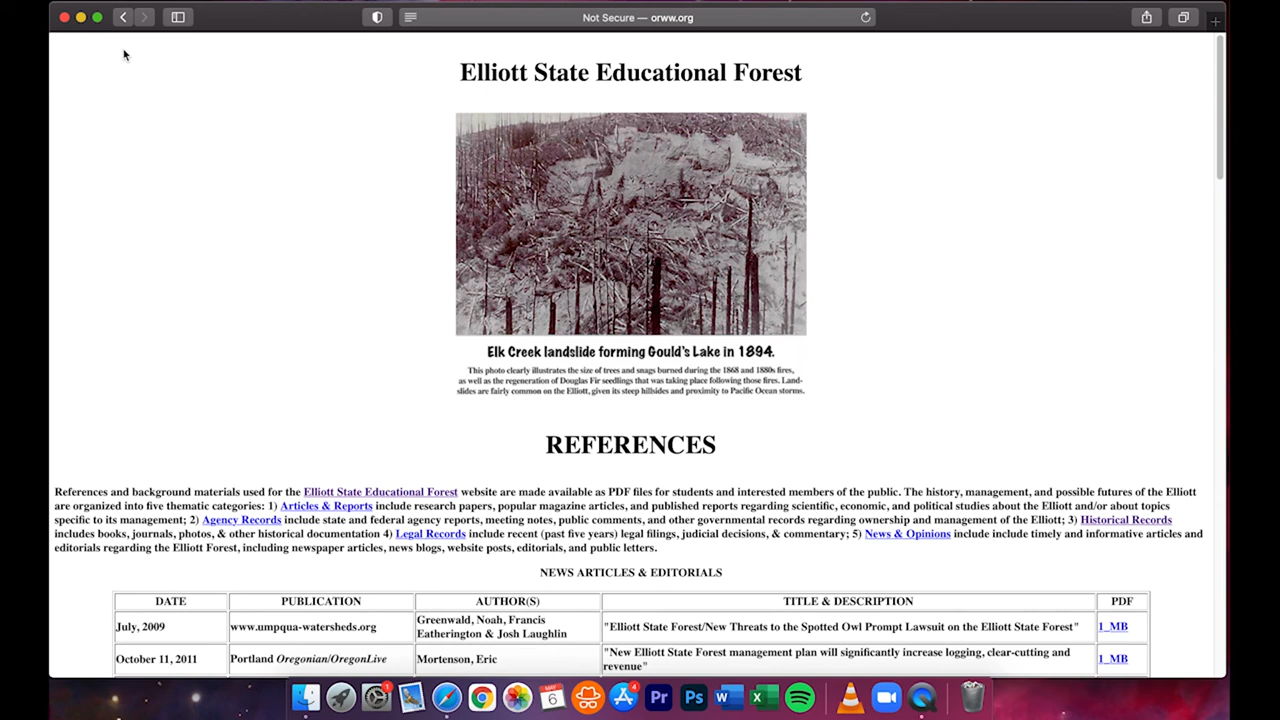 Not Secure — orww.org
Elliott State Educational Forest
Elk Creek landslide forming Gould's Lake in 1894.
This photo clearly illustrates the size of trees and snags burned during the 1868 and 1880s fires,
as well as the regeneration of Douglas Fir seedlings that was taking place following those fires. Land-
slides are fairly common on the Elliott, given its steep hillsides and proximity to Pacific Ocean storms.
REFERENCES
References and background materials used for the Elliott State Educational Forest website are made available as PDF files for students and interested members of the public. The history, management, and possible futures of the Elliott
are organized into five thematic categories: 1) Articles & Reports include research papers, popular magazine articles, and published reports regarding scientific, economic, and political studies about the Elliott and/or about topics
specific to its management; 2) Agency Records include state and federal agency reports, meeting notes, public comments, and other governmental records regarding ownership and management of the Elliott; 3) Historical Records
includes books, journals, photos, & other historical documentation 4) Legal Records include recent (past five years) legal filings, judicial decisions, & commentary; 5) News & Opinions include include timely and informative articles and
editorials regarding the Elliott Forest, including newspaper articles, news blogs, website posts, editorials, and public letters.
NEWS ARTICLES & EDITORIALS
DATE PUBLICATION AUTHOR(S) TITLE & DESCRIPTION PDF
July, 2009 www.umpqua-watersheds.org Greenwald, Noah, Francis Eatherington & Josh Laughlin "Elliott State Forest/New Threats to the Spotted Owl Prompt Lawsuit on the Elliott State Forest" 1_MB
October 11, 2011 Portland Oregonian/OregonLive Mortenson, Eric "New Elliott State Forest management plan will significantly increase logging, clear-cutting and revenue" 1_MB
1
MAY
6
4
Pr
Ps
W
X